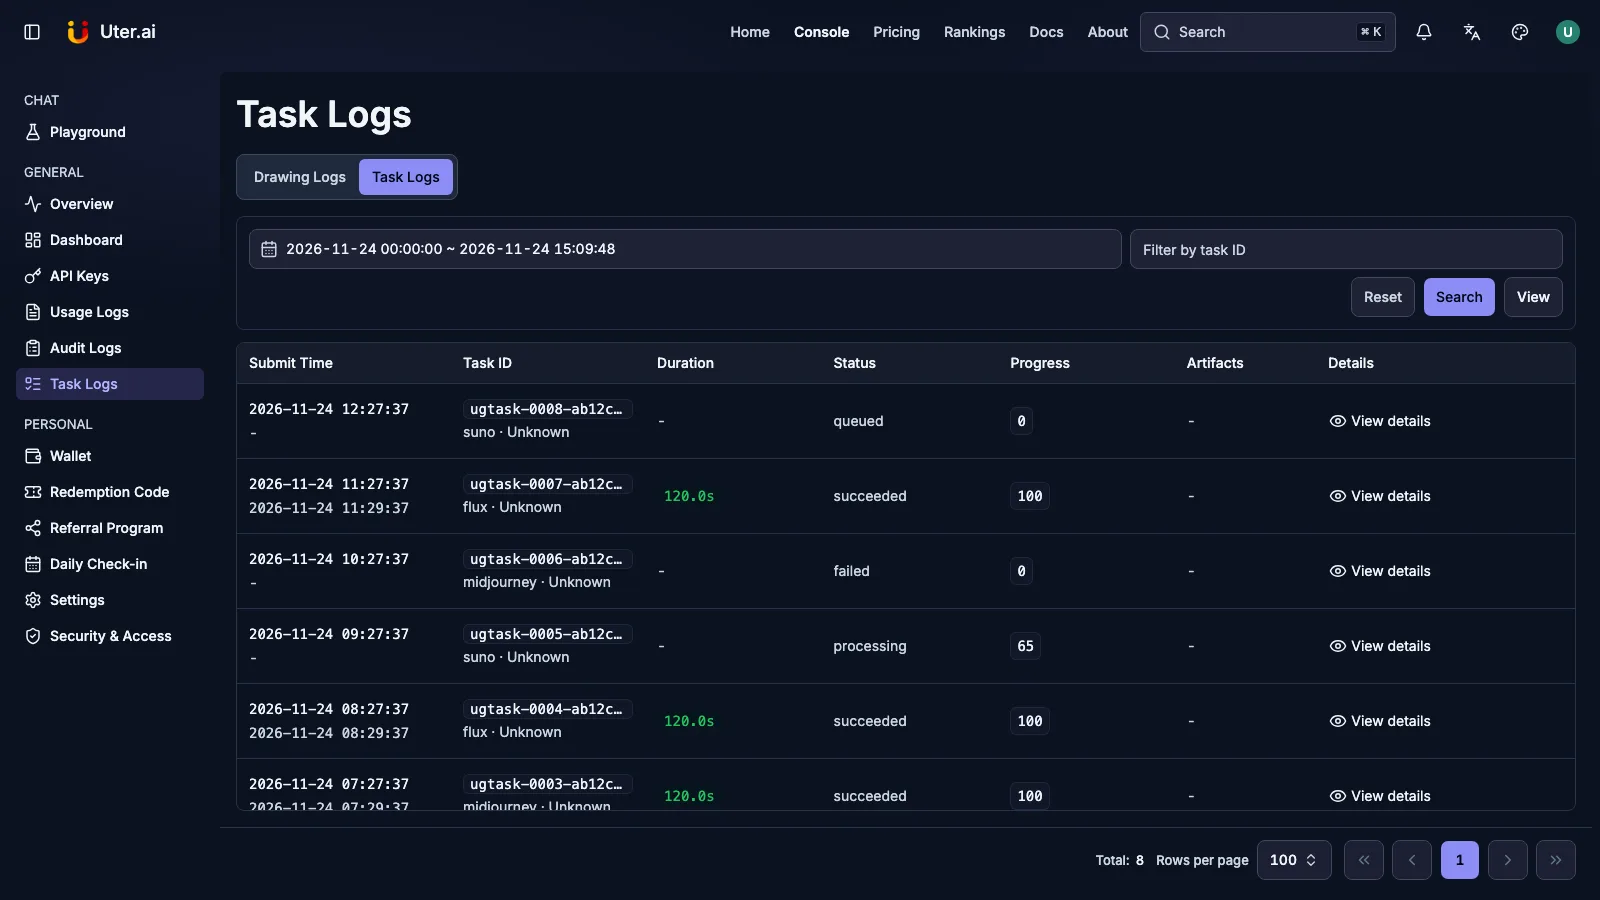 Uter.ai
Home
Console
Pricing
Rankings
Docs
About
Search
⌘ K
U
CHAT
Playground
GENERAL
Overview
Dashboard
API Keys
Usage Logs
Audit Logs
Task Logs
PERSONAL
Wallet
Redemption Code
Referral Program
Daily Check-in
Settings
Security & Access
Task Logs
Drawing Logs
Task Logs
2026-11-24 00:00:00 ~ 2026-11-24 15:09:48
Filter by task ID
Reset
Search
View
Submit Time
Task ID
Duration
Status
Progress
Artifacts
Details
2026-11-24 12:27:37
-
ugtask-0008-ab12c…
suno · Unknown
-
queued
0
-
View details
2026-11-24 11:27:37
2026-11-24 11:29:37
ugtask-0007-ab12c…
flux · Unknown
120.0s
succeeded
100
-
View details
2026-11-24 10:27:37
-
ugtask-0006-ab12c…
midjourney · Unknown
-
failed
0
-
View details
2026-11-24 09:27:37
-
ugtask-0005-ab12c…
suno · Unknown
-
processing
65
-
View details
2026-11-24 08:27:37
2026-11-24 08:29:37
ugtask-0004-ab12c…
flux · Unknown
120.0s
succeeded
100
-
View details
2026-11-24 07:27:37
2026-11-24 07:29:37
ugtask-0003-ab12c…
midjourney · Unknown
120.0s
succeeded
100
-
View details
Total: 8
Rows per page
100
1